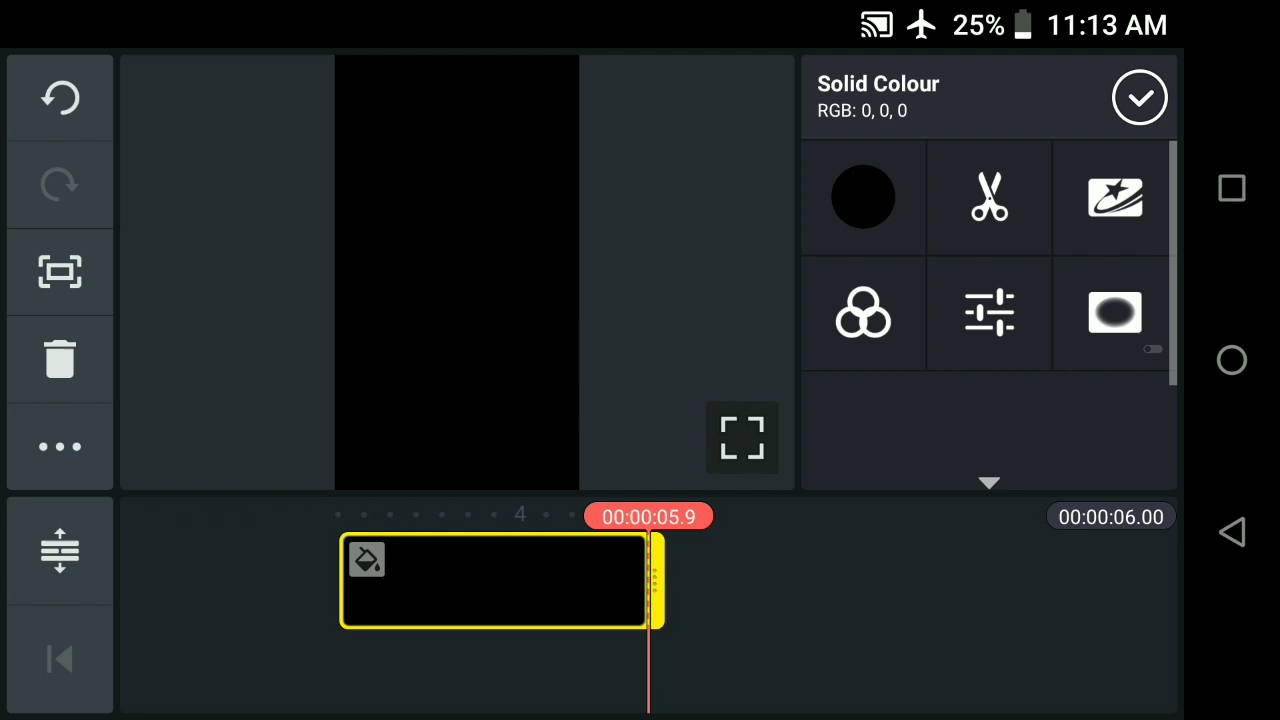 25% 11:13 AM
Solid Colour
RGB: 0, 0, 0
4
00:00:05.9
00:00:06.00